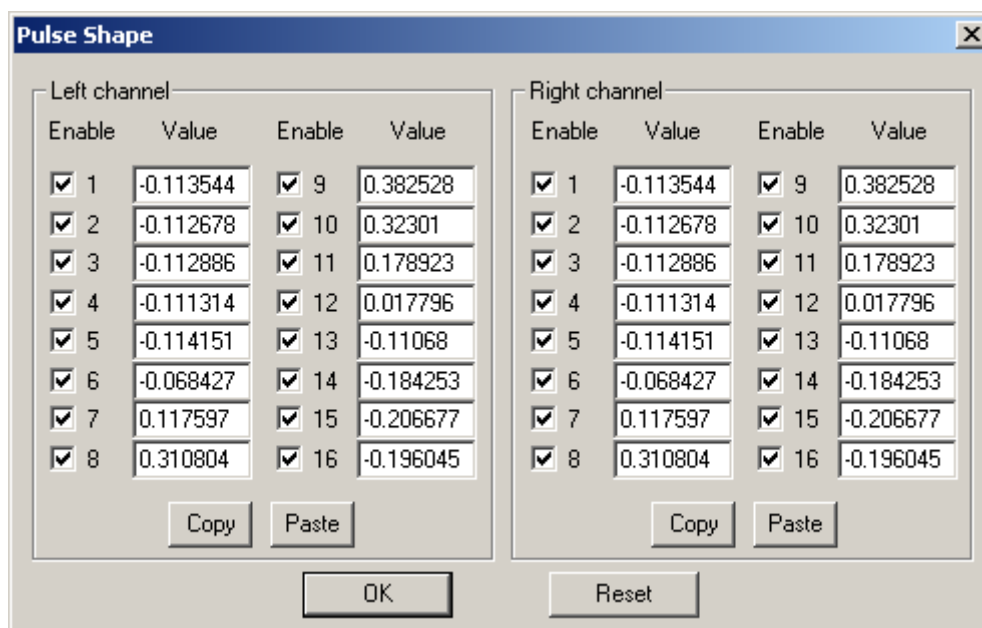 Pulse Shape
Left channel
Enable Value Enable Value
1 -0.113544 9 0.382528
2 -0.112678 10 0.32301
3 -0.112886 11 0.178923
4 -0.111314 12 0.017796
5 -0.114151 13 -0.11068
6 -0.068427 14 -0.184253
7 0.117597 15 -0.206677
8 0.310804 16 -0.196045
Copy Paste
Right channel
Enable Value Enable Value
1 -0.113544 9 0.382528
2 -0.112678 10 0.32301
3 -0.112886 11 0.178923
4 -0.111314 12 0.017796
5 -0.114151 13 -0.11068
6 -0.068427 14 -0.184253
7 0.117597 15 -0.206677
8 0.310804 16 -0.196045
Copy Paste
OK Reset